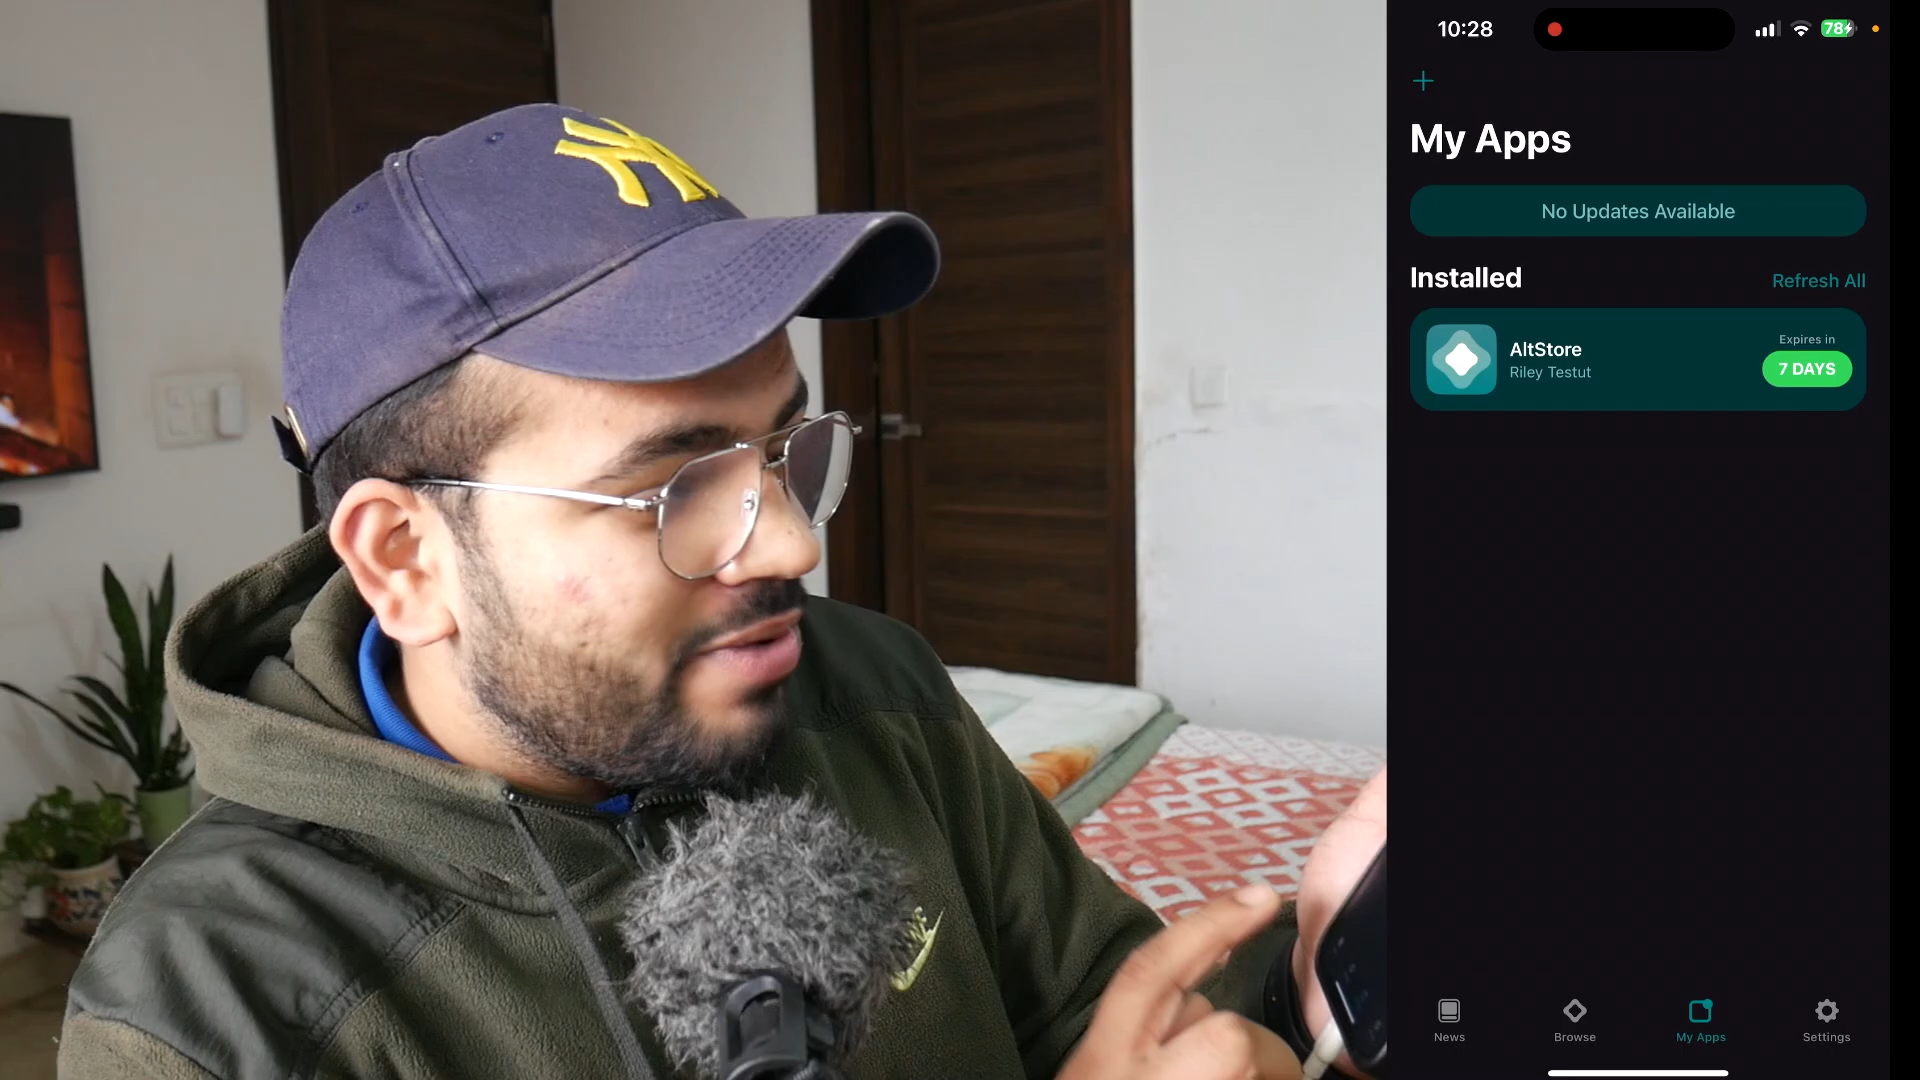 NY
10:28
78
+
My Apps
No Updates Available
Installed
Refresh All
AltStore
Riley Testut
Expires in
7 DAYS
News
Browse
My Apps
Settings